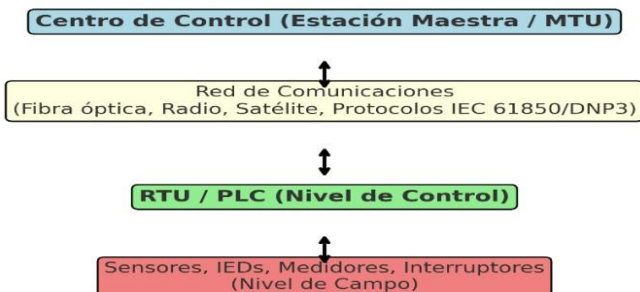 Centro de Control (Estación Maestra / MTU)
Red de Comunicaciones
(Fibra óptica, Radio, Satélite, Protocolos IEC 61850/DNP3)
RTU / PLC (Nivel de Control)
Sensores, IEDs, Medidores, Interruptores
(Nivel de Campo)